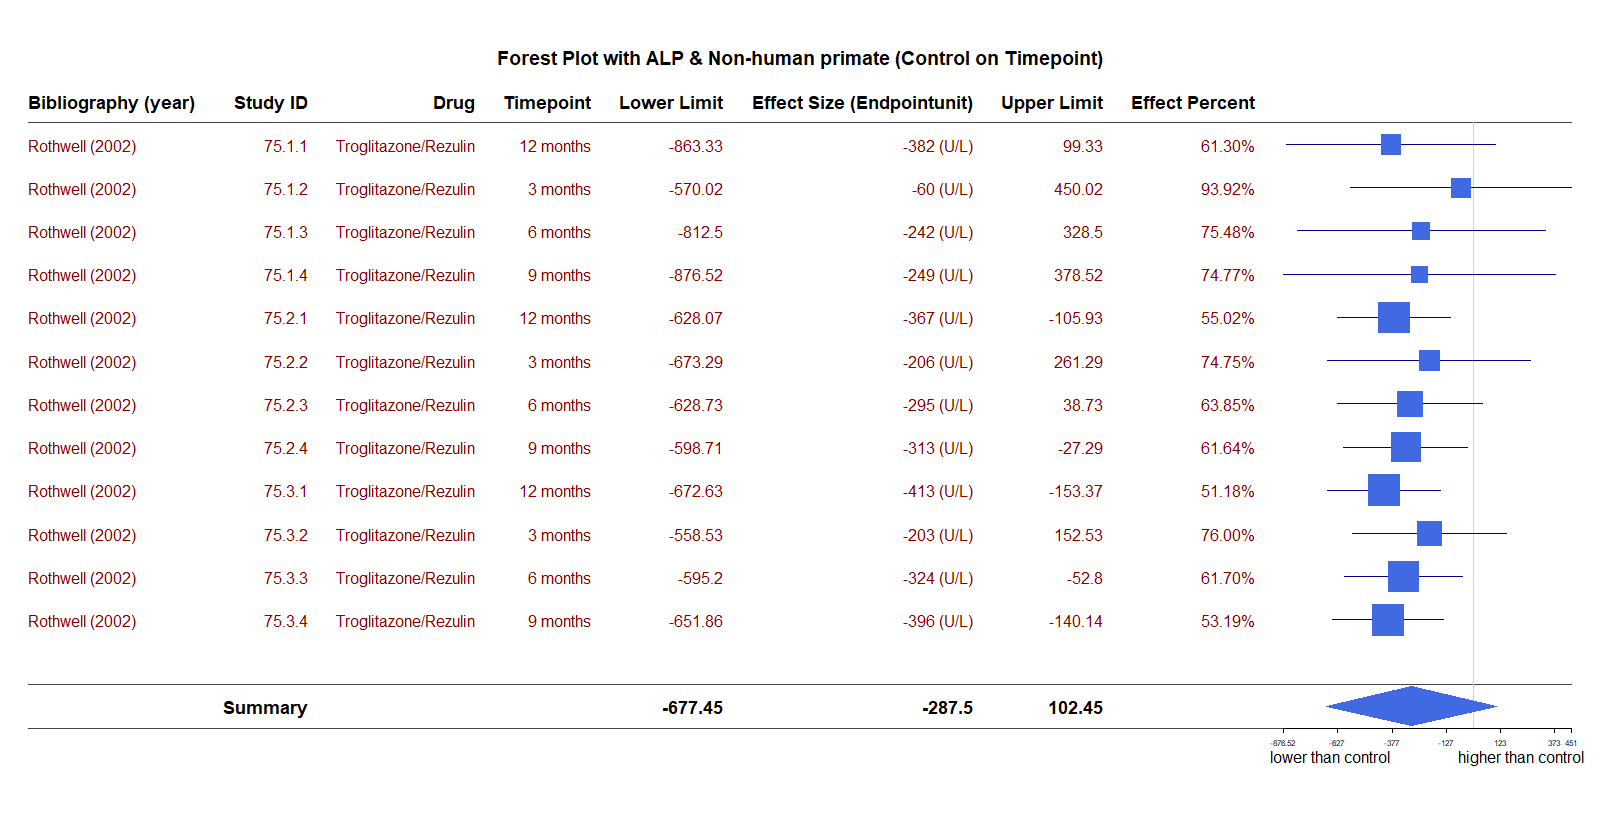 Forest Plot with ALP & Non-human primate (Control on Timepoint)
Bibliography (year) Study ID Drug Timepoint Lower Limit Effect Size (Endpointunit) Upper Limit Effect Percent
Rothwell (2002) 75.1.1 Troglitazone/Rezulin 12 months -863.33 -382 (U/L) 99.33 61.30%
Rothwell (2002) 75.1.2 Troglitazone/Rezulin 3 months -570.02 -60 (U/L) 450.02 93.92%
Rothwell (2002) 75.1.3 Troglitazone/Rezulin 6 months -812.5 -242 (U/L) 328.5 75.48%
Rothwell (2002) 75.1.4 Troglitazone/Rezulin 9 months -876.52 -249 (U/L) 378.52 74.77%
Rothwell (2002) 75.2.1 Troglitazone/Rezulin 12 months -628.07 -367 (U/L) -105.93 55.02%
Rothwell (2002) 75.2.2 Troglitazone/Rezulin 3 months -673.29 -206 (U/L) 261.29 74.75%
Rothwell (2002) 75.2.3 Troglitazone/Rezulin 6 months -628.73 -295 (U/L) 38.73 63.85%
Rothwell (2002) 75.2.4 Troglitazone/Rezulin 9 months -598.71 -313 (U/L) -27.29 61.64%
Rothwell (2002) 75.3.1 Troglitazone/Rezulin 12 months -672.63 -413 (U/L) -153.37 51.18%
Rothwell (2002) 75.3.2 Troglitazone/Rezulin 3 months -558.53 -203 (U/L) 152.53 76.00%
Rothwell (2002) 75.3.3 Troglitazone/Rezulin 6 months -595.2 -324 (U/L) -52.8 61.70%
Rothwell (2002) 75.3.4 Troglitazone/Rezulin 9 months -651.86 -396 (U/L) -140.14 53.19%
Summary -677.45 -287.5 102.45
-876.52 -627 -377 -127 123 373 451
lower than control higher than control